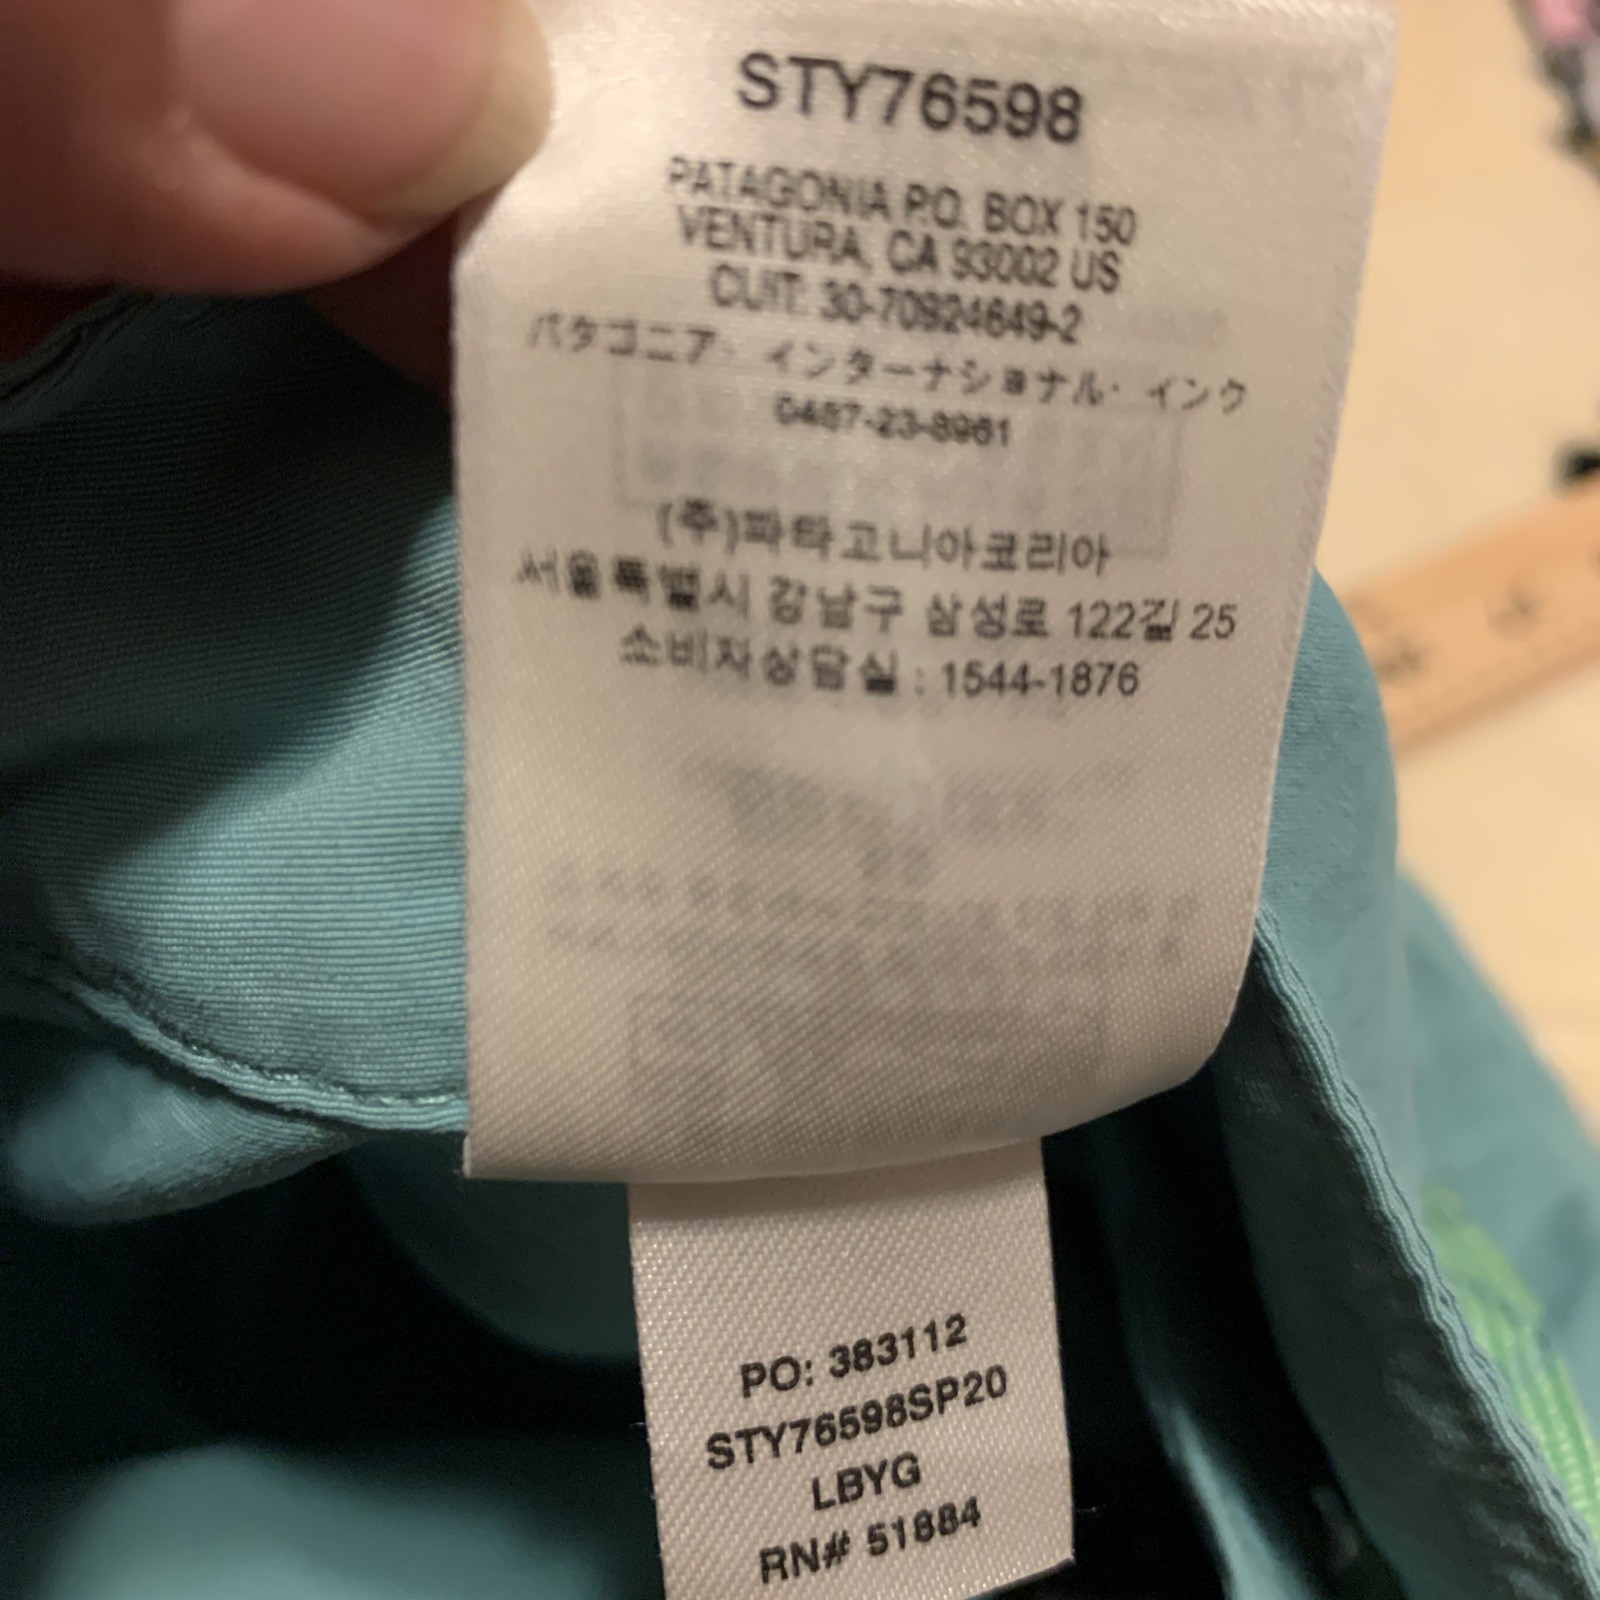 STY76598
PATAGONIA P.O. BOX 150
VENTURA, CA 93002 US
CUIT: 30-70924649-2
パタゴニア・インターナショナル・インク
0467-23-8961
(주)파타고니아코리아
서울특별시 강남구 삼성로 122길 25
소비자상담실 : 1544-1876
PO: 383112
STY76598SP20
LBYG
RN# 51884